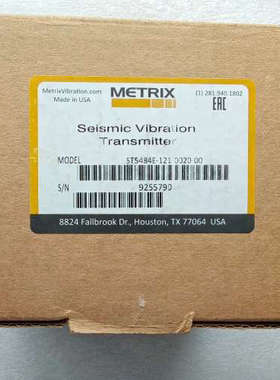 MetrixVibration.com
Made in USA
METRIX
(1) 281.940.1802
EAC
Seismic Vibration
Transmitter
MODEL ST5484E-121 0020 00
S/N 9255790
8824 Fallbrook Dr., Houston, TX 77064 USA